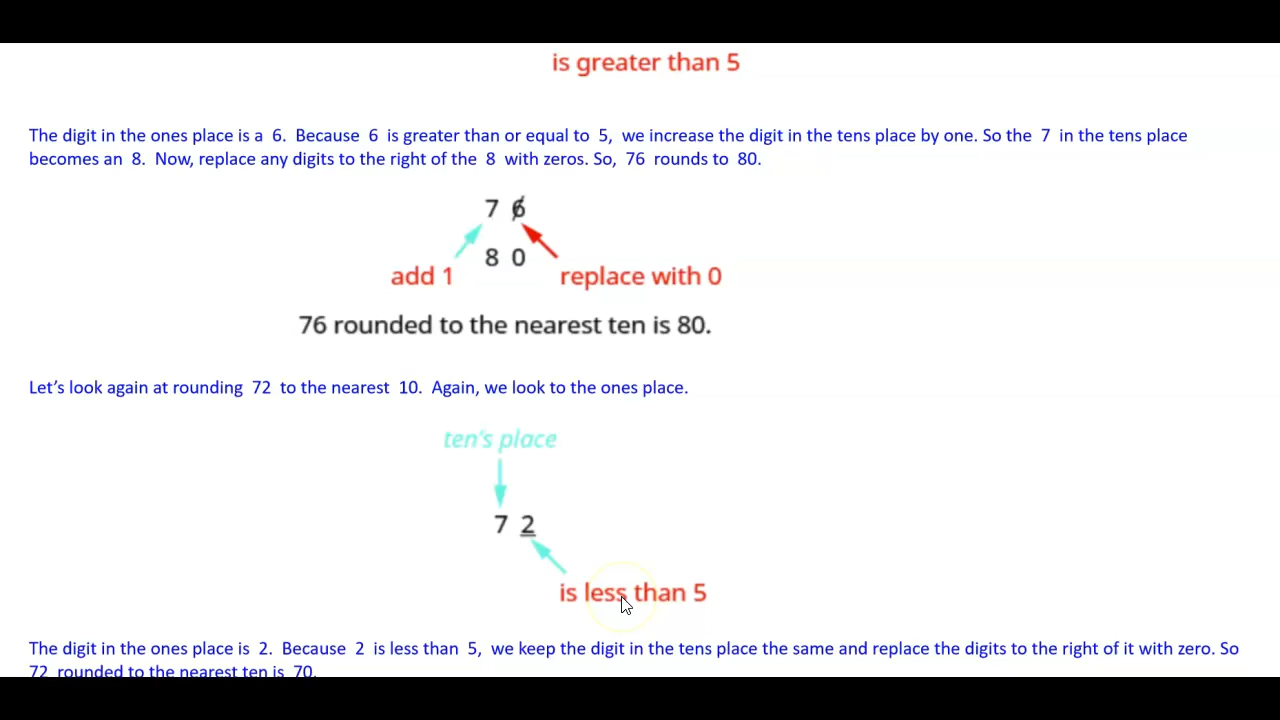 is greater than 5
The digit in the ones place is a 6. Because 6 is greater than or equal to 5, we increase the digit in the tens place by one. So the 7 in the tens place
becomes an 8. Now, replace any digits to the right of the 8 with zeros. So, 76 rounds to 80.
7 6
8 0
add 1 replace with 0
76 rounded to the nearest ten is 80.
Let's look again at rounding 72 to the nearest 10. Again, we look to the ones place.
ten's place
7 2
is less than 5
The digit in the ones place is 2. Because 2 is less than 5, we keep the digit in the tens place the same and replace the digits to the right of it with zero. So
72 rounded to the nearest ten is 70.